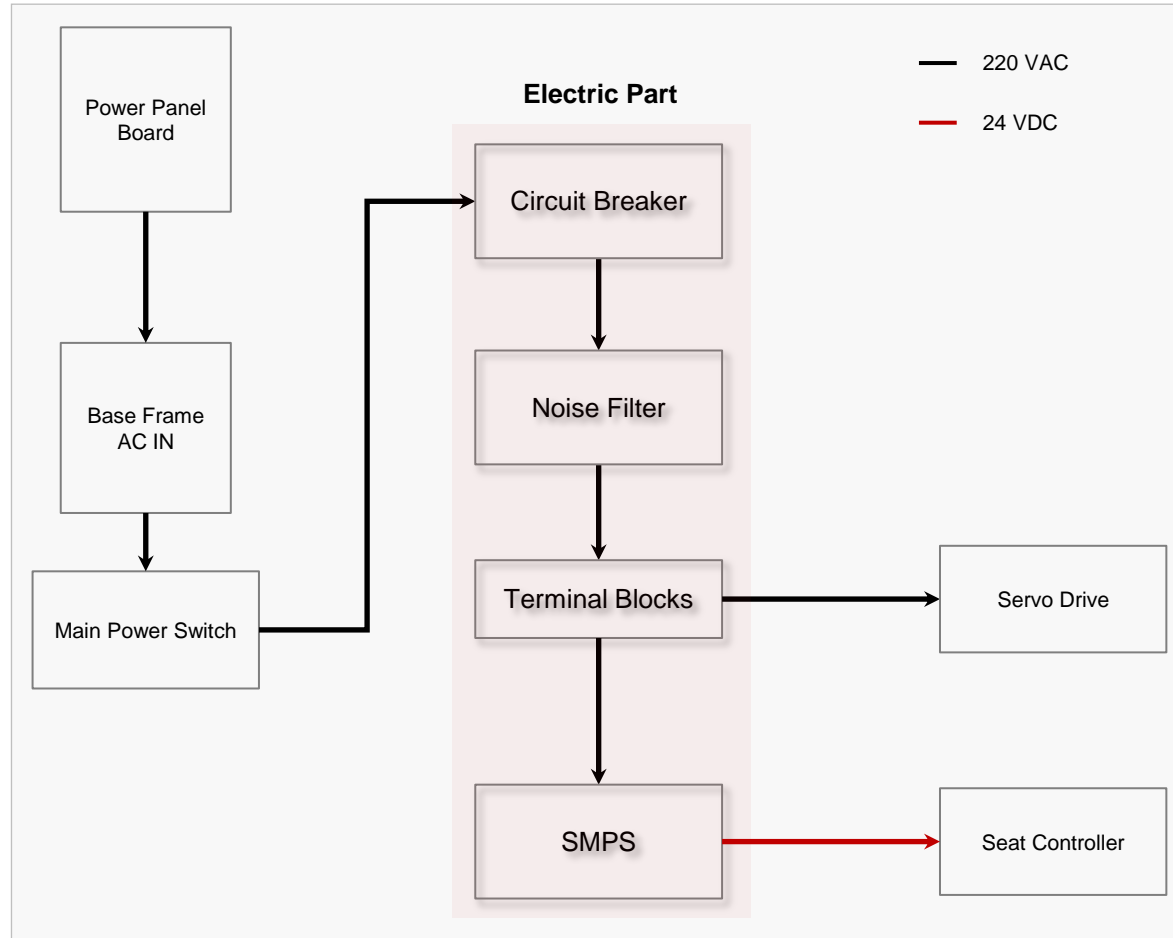 Power Panel
Board
Base Frame
AC IN
Main Power Switch
Electric Part
Circuit Breaker
Noise Filter
Terminal Blocks
SMPS
220 VAC
24 VDC
Servo Drive
Seat Controller